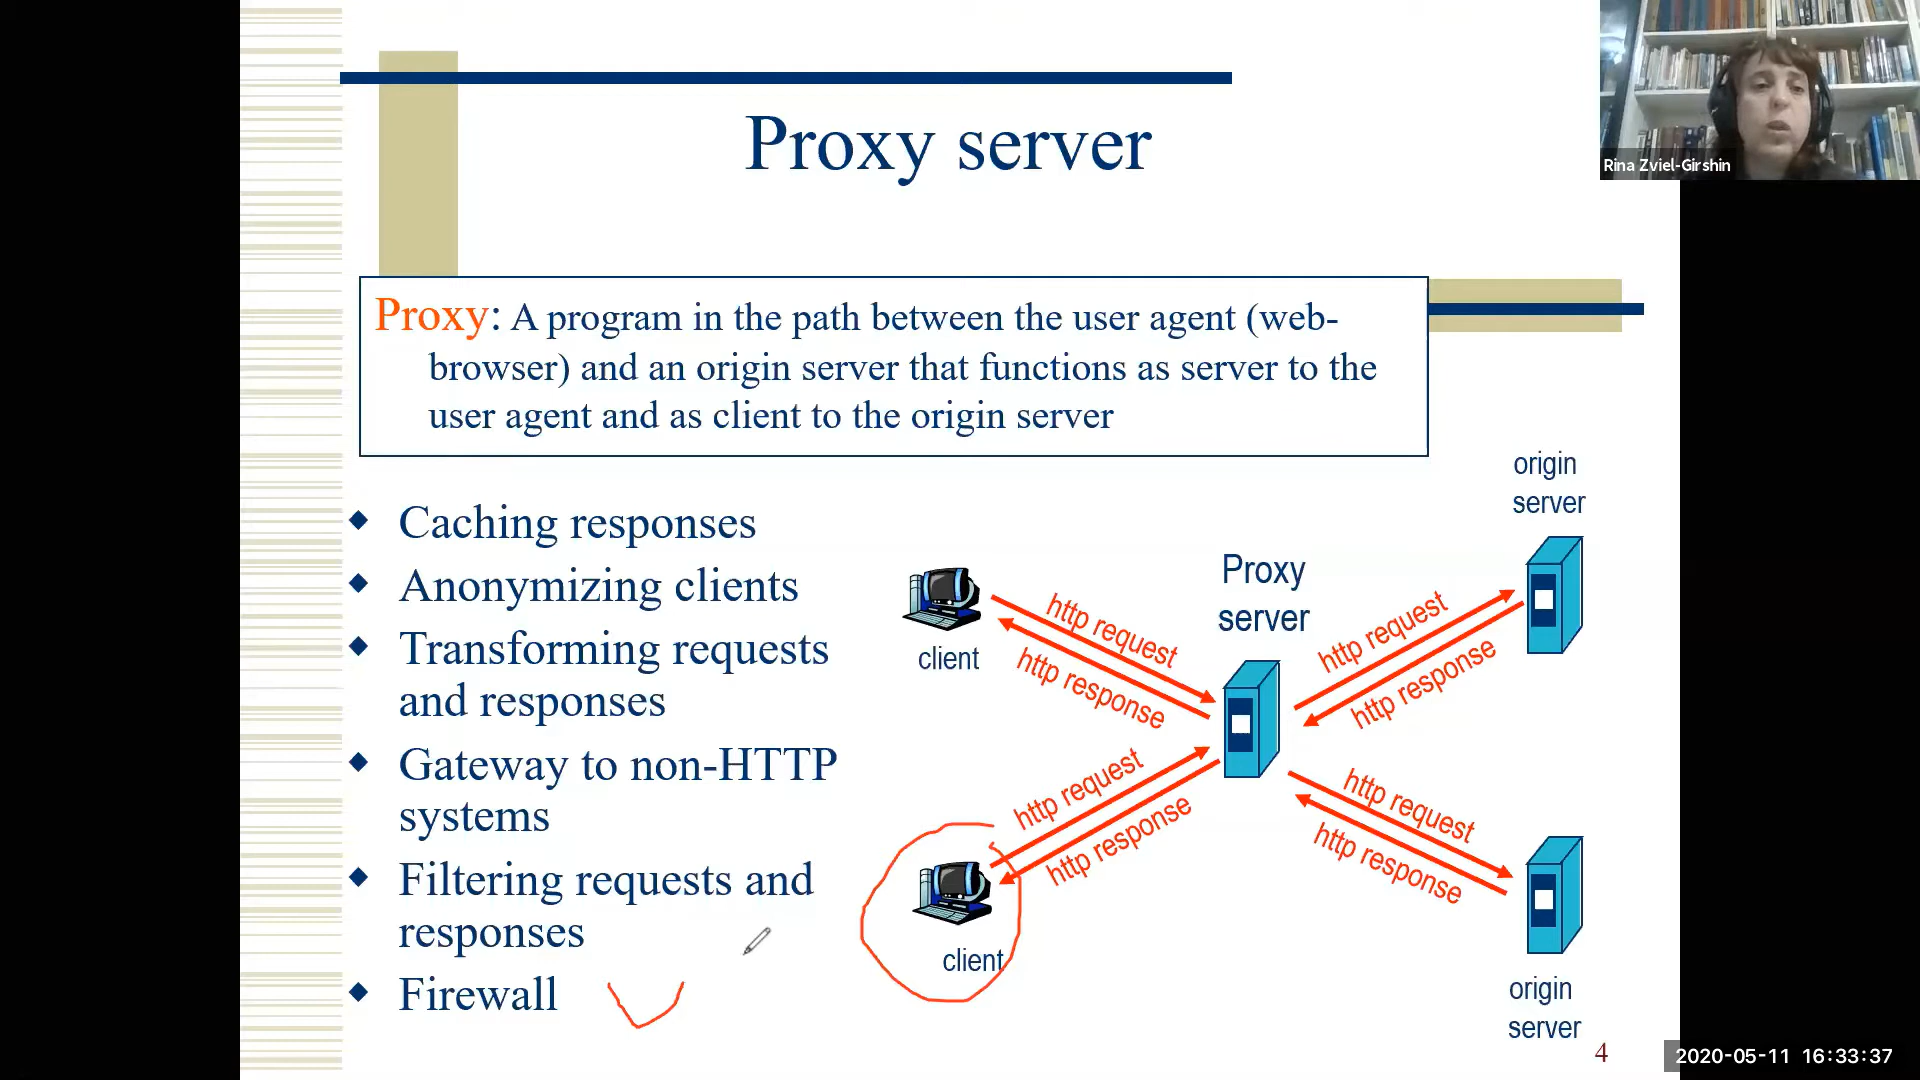 Proxy server
Rina Zviel-Girshin
Proxy: A program in the path between the user agent (web-
browser) and an origin server that functions as server to the
user agent and as client to the origin server
Caching responses
Anonymizing clients
Transforming requests
and responses
Gateway to non-HTTP
systems
Filtering requests and
responses
Firewall
client
http request
http response
Proxy
server
http request
http response
origin
server
http request
http response
client
http request
http response
origin
server
4
2020-05-11 16:33:37